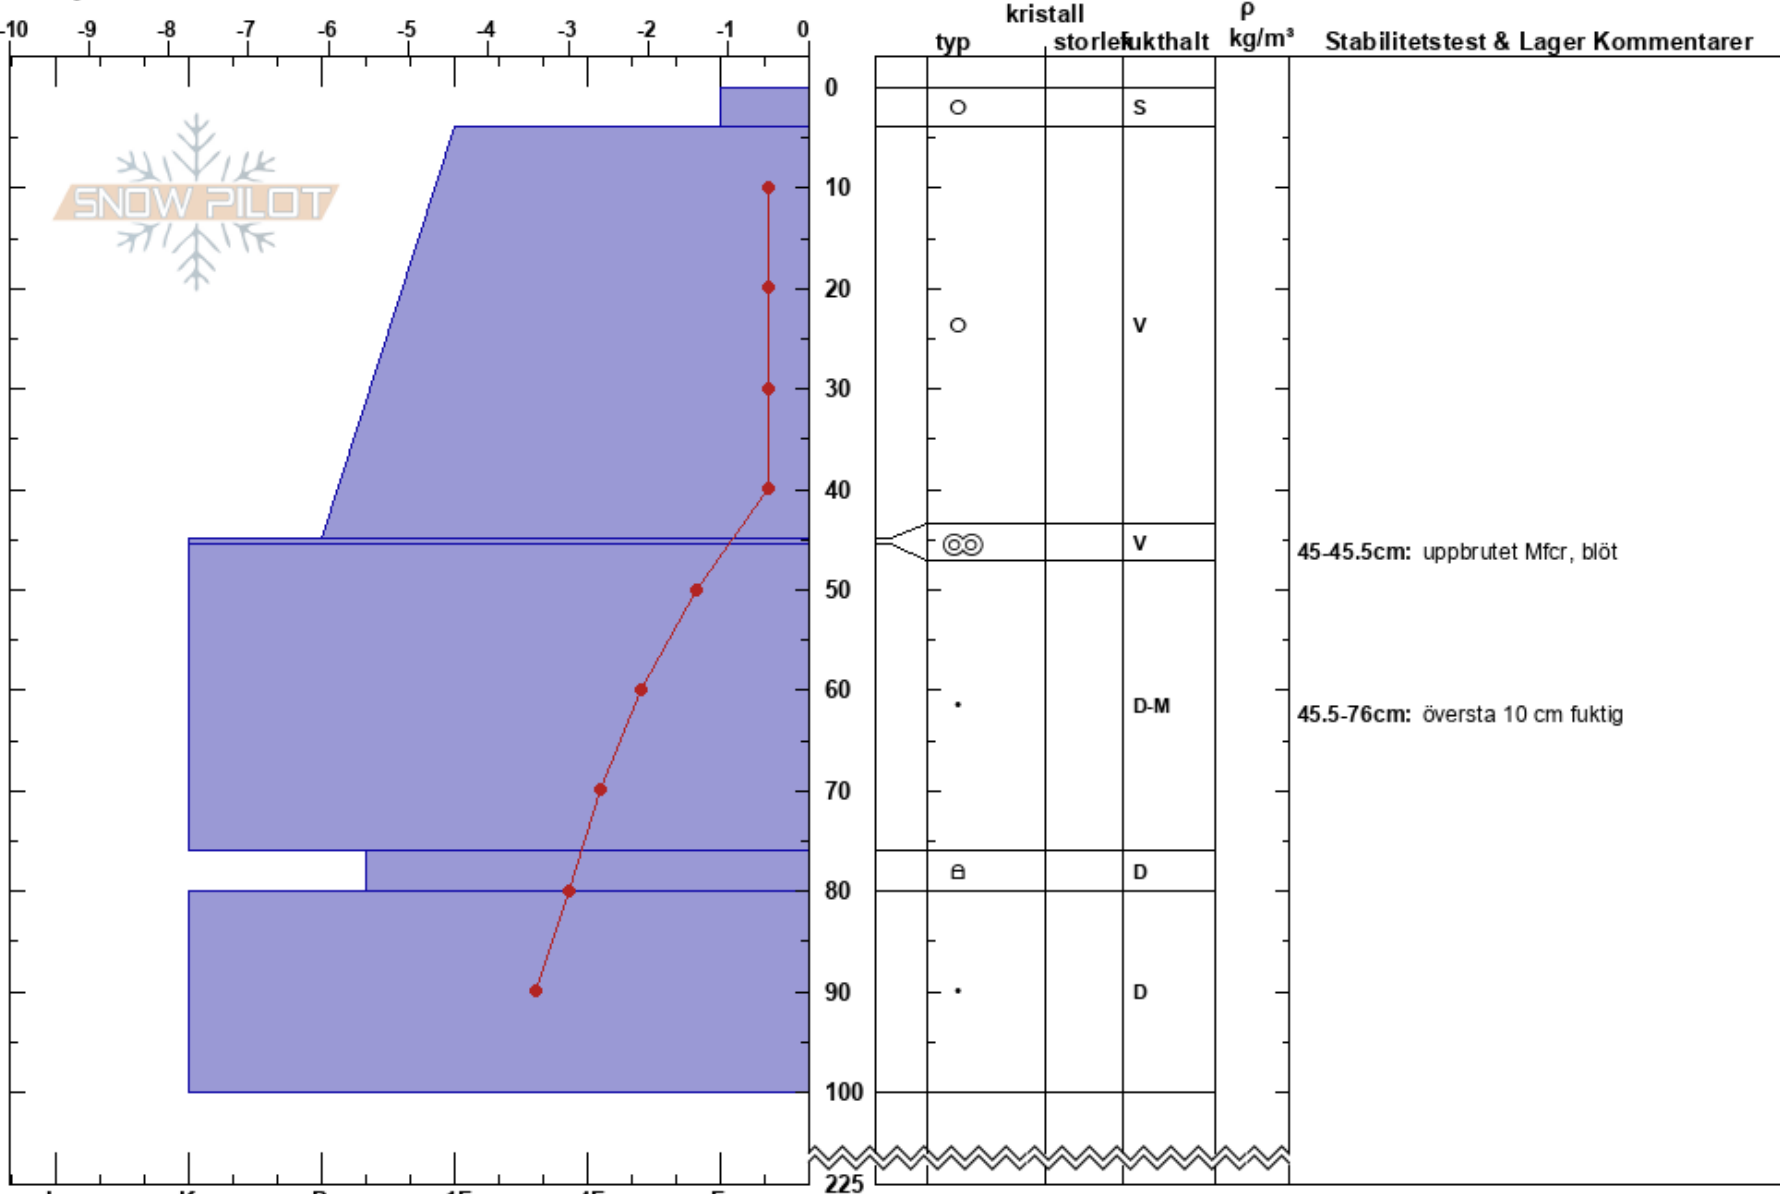 kristall ρ
-10 -9 -8 -7 -6 -5 -4 -3 -2 -1 0 typ storlek fukthalt kg/m³ Stabilitetstest & Lager Kommentarer
0
S
SNOW PILOT
10
20
V
30
40
V
45-45.5cm: uppbrutet Mfcr, blöt
50
60
D-M
45.5-76cm: översta 10 cm fuktig
70
D
80
90
D
100
225